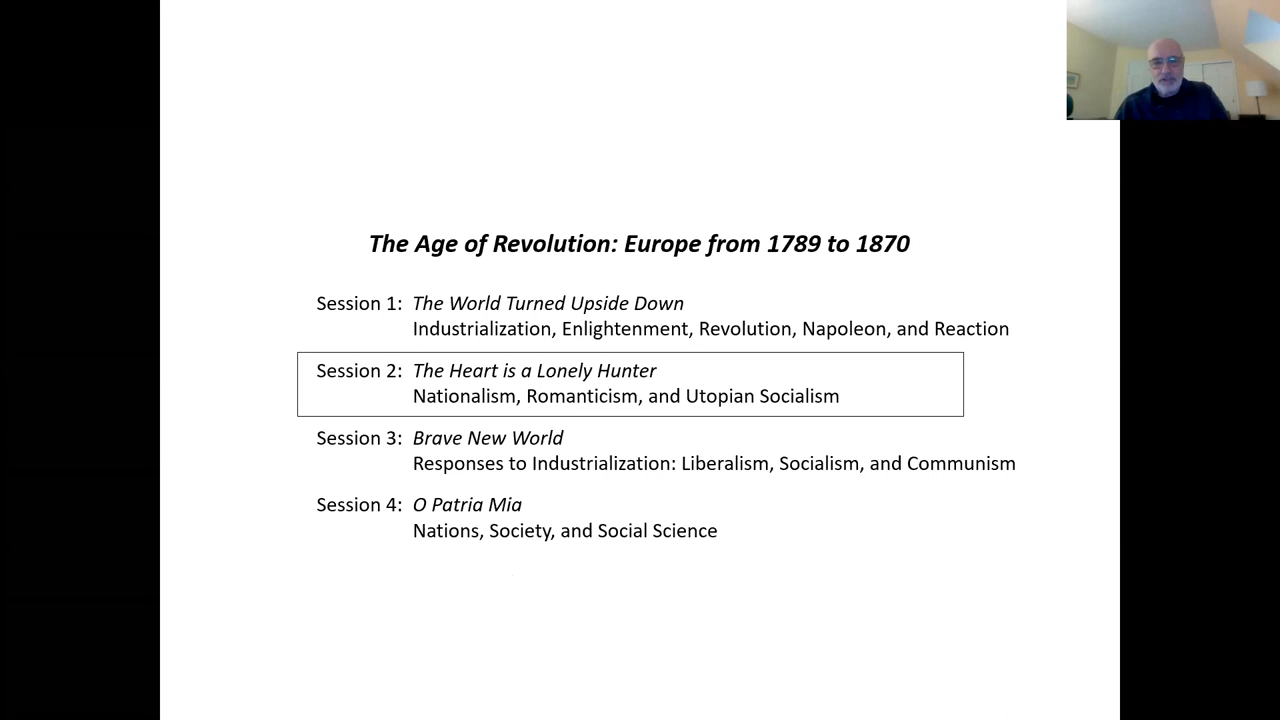 The Age of Revolution: Europe from 1789 to 1870
Session 1: The World Turned Upside Down
Industrialization, Enlightenment, Revolution, Napoleon, and Reaction
Session 2: The Heart is a Lonely Hunter
Nationalism, Romanticism, and Utopian Socialism
Session 3: Brave New World
Responses to Industrialization: Liberalism, Socialism, and Communism
Session 4: O Patria Mia
Nations, Society, and Social Science